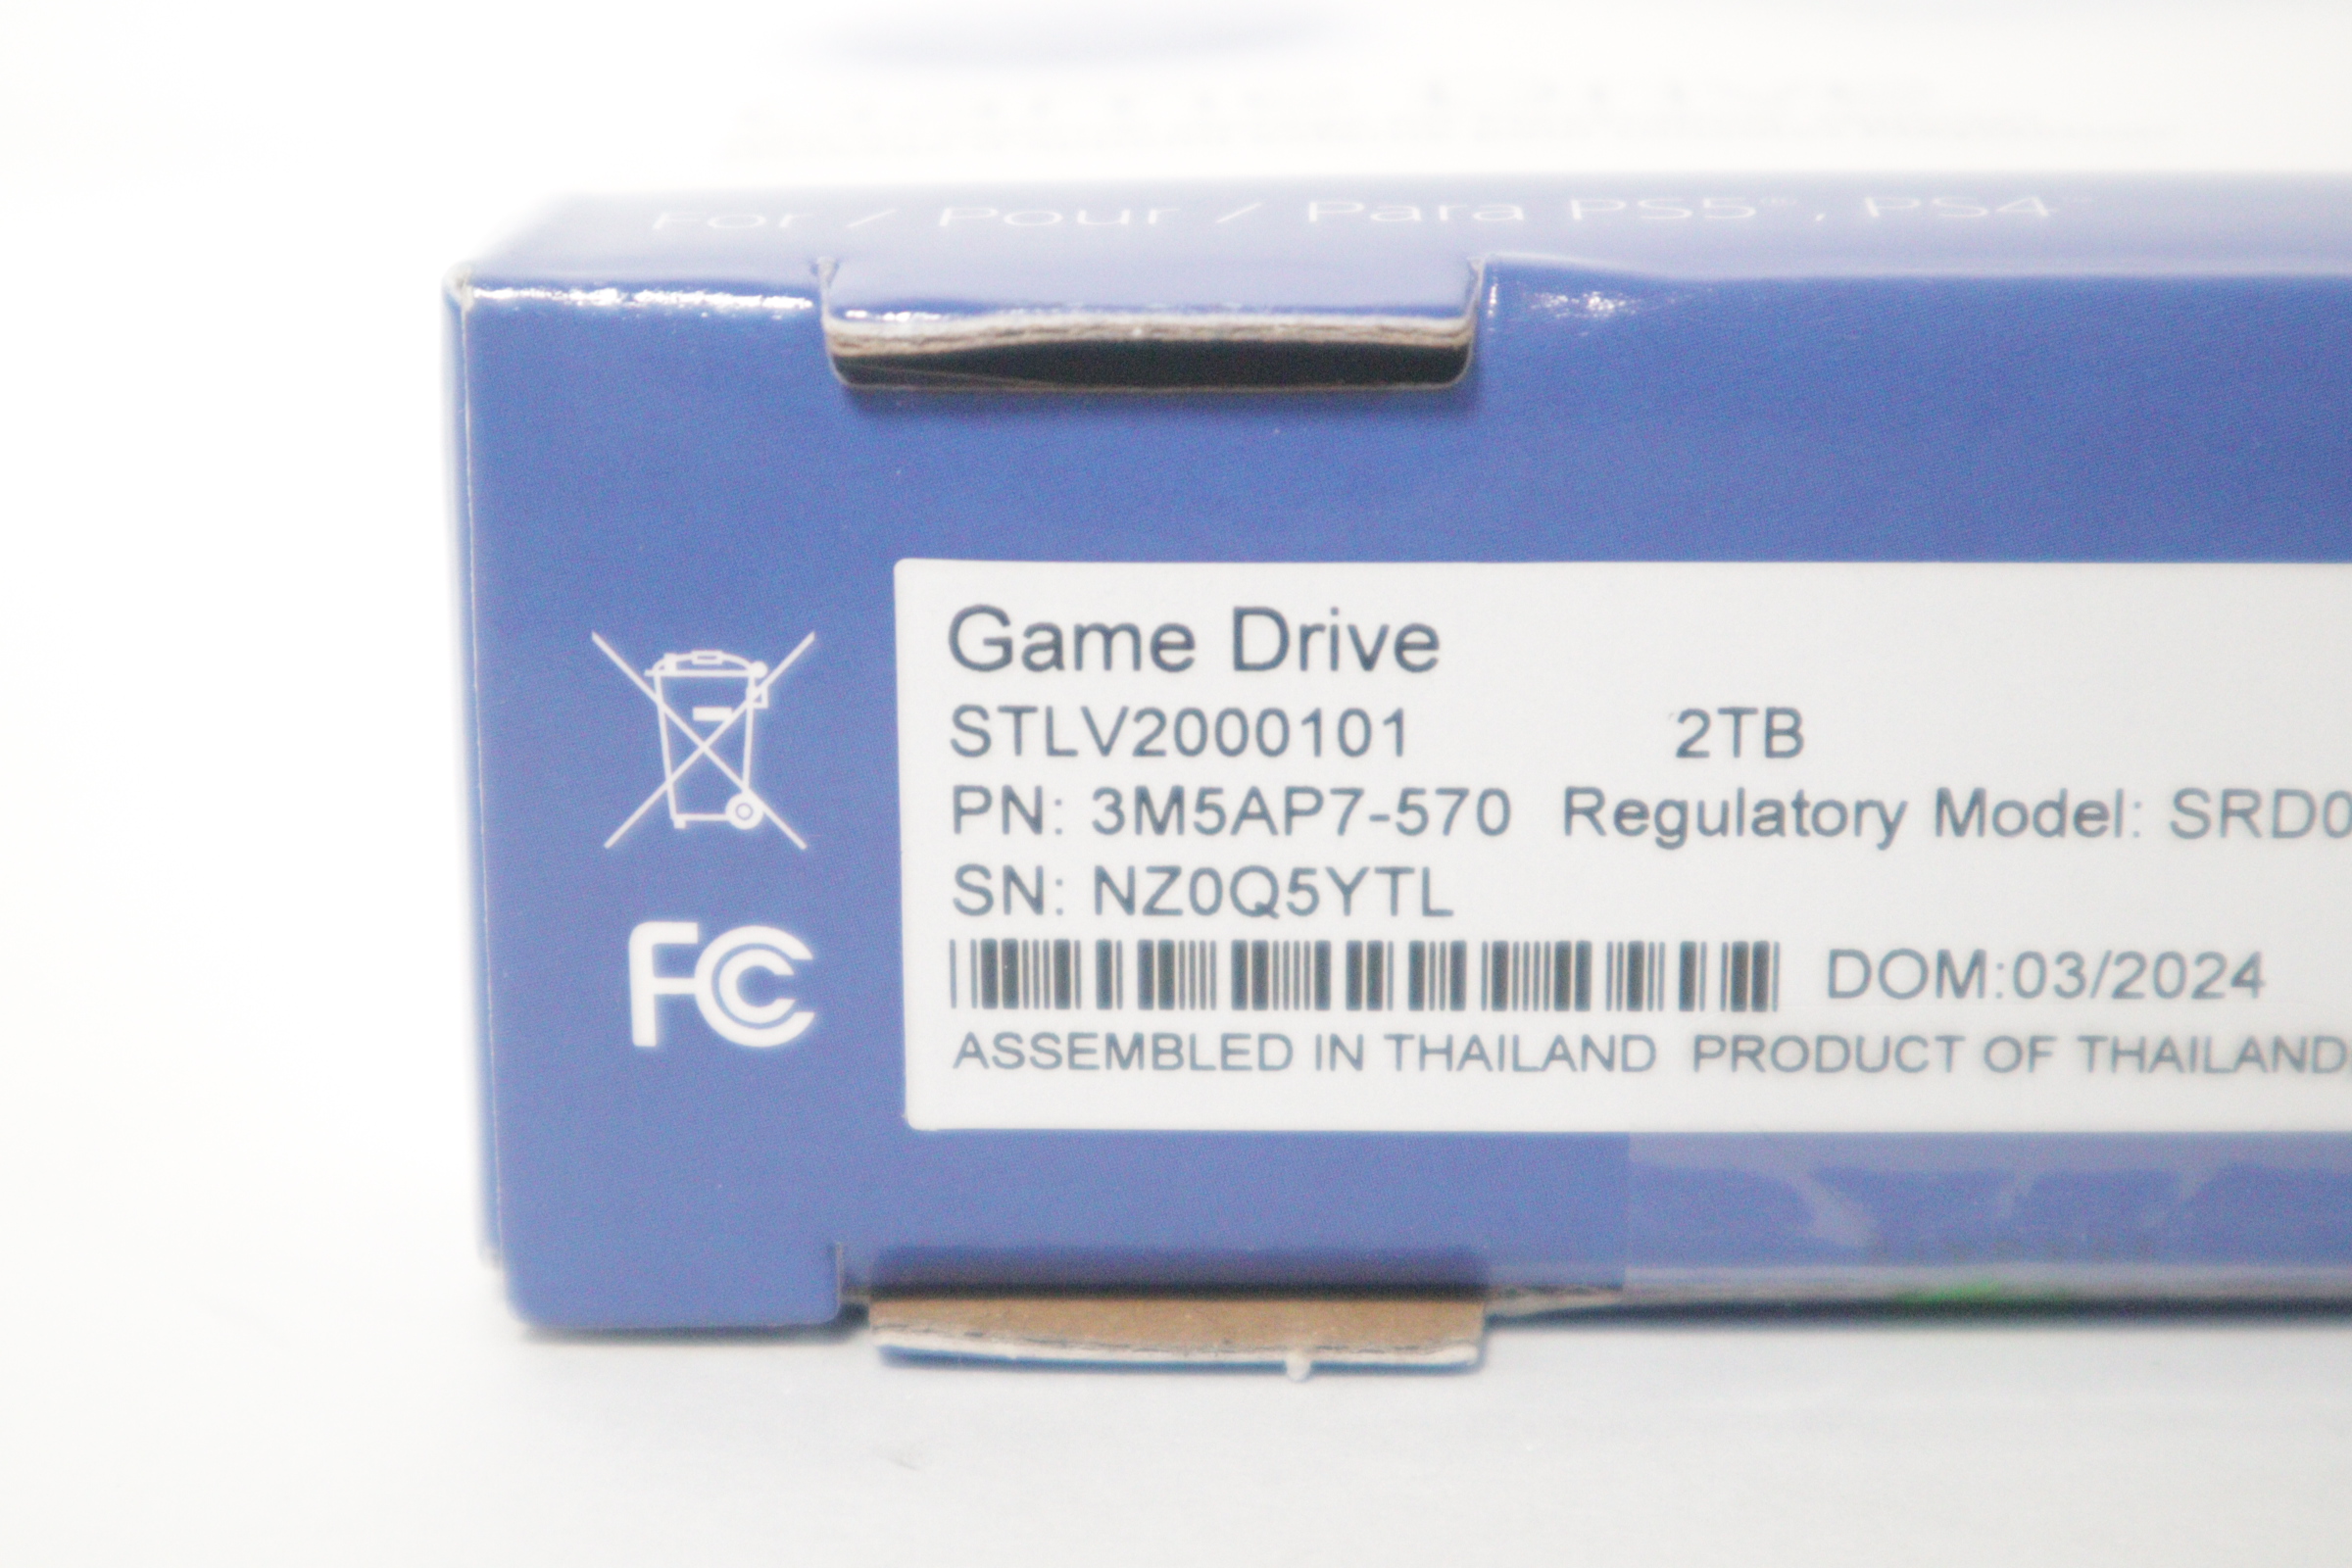 For / Pour / Para PS5®, PS4™
Game Drive
STLV2000101 2TB
PN: 3M5AP7-570 Regulatory Model: SRD0
SN: NZ0Q5YTL
FC
DOM:03/2024
ASSEMBLED IN THAILAND PRODUCT OF THAILAND